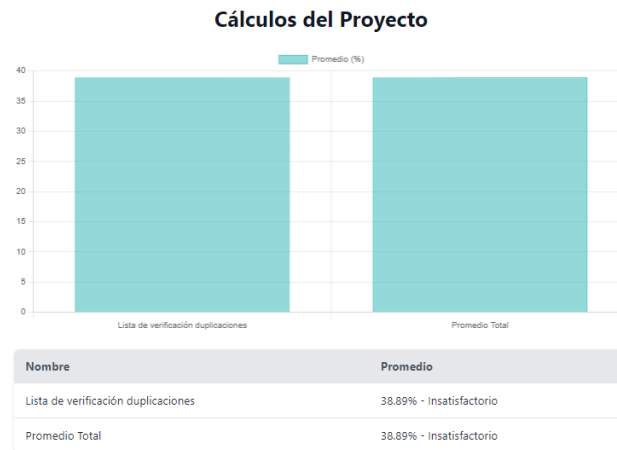 Cálculos del Proyecto
Promedio (%)
40
35
30
25
20
15
10
5
0
Lista de verificación duplicaciones Promedio Total
Nombre Promedio
Lista de verificación duplicaciones 38.89% - Insatisfactorio
Promedio Total 38.89% - Insatisfactorio